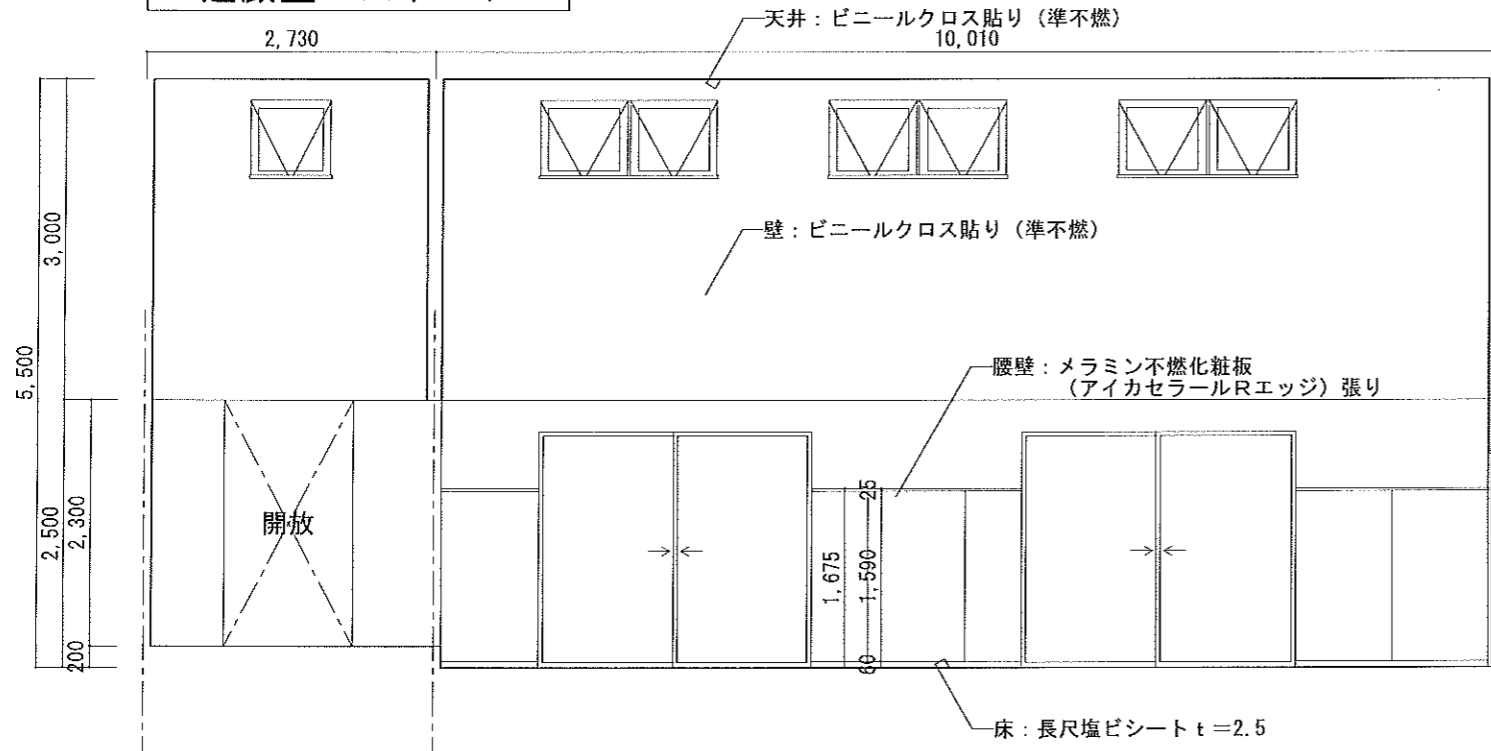 天井：ビニールクロス貼り（準不燃）
2,730
10,010
3,000
壁：ビニールクロス貼り（準不燃）
5,500
腰壁：メラミン不燃化粧板
（アイカセラールＲエッジ）張り
2,500
2,300
開放
25
1,675
1,590
200
60
床：長尺塩ビシートｔ＝2.5